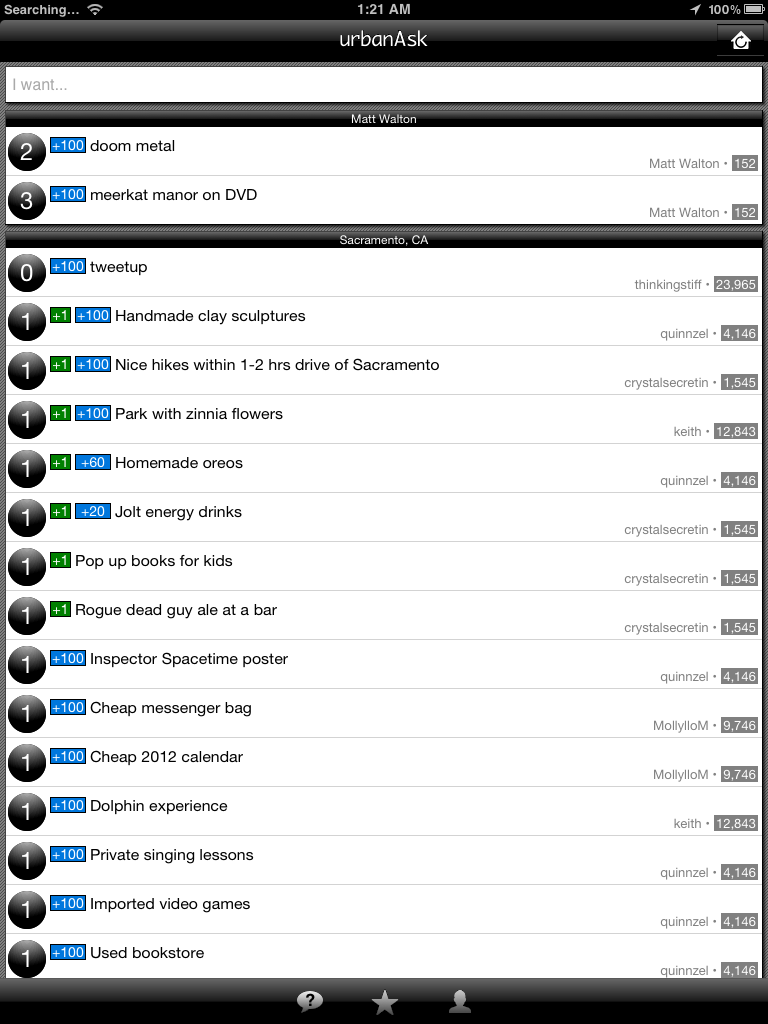 Searching... 1:21 AM 100%
urbanAsk
I want...
Matt Walton
2 +100 doom metal
Matt Walton • 152
3 +100 meerkat manor on DVD
Matt Walton • 152
Sacramento, CA
0 +100 tweetup
thinkingstiff • 23,965
1 +1 +100 Handmade clay sculptures
quinnzel • 4,146
1 +1 +100 Nice hikes within 1-2 hrs drive of Sacramento
crystalsecretin • 1,545
1 +1 +100 Park with zinnia flowers
keith • 12,843
1 +1 +60 Homemade oreos
quinnzel • 4,146
1 +1 +20 Jolt energy drinks
crystalsecretin • 1,545
1 +1 Pop up books for kids
crystalsecretin • 1,545
1 +1 Rogue dead guy ale at a bar
crystalsecretin • 1,545
1 +100 Inspector Spacetime poster
quinnzel • 4,146
1 +100 Cheap messenger bag
MollylloM • 9,746
1 +100 Cheap 2012 calendar
MollylloM • 9,746
1 +100 Dolphin experience
keith • 12,843
1 +100 Private singing lessons
quinnzel • 4,146
1 +100 Imported video games
quinnzel • 4,146
1 +100 Used bookstore
quinnzel • 4,146
?